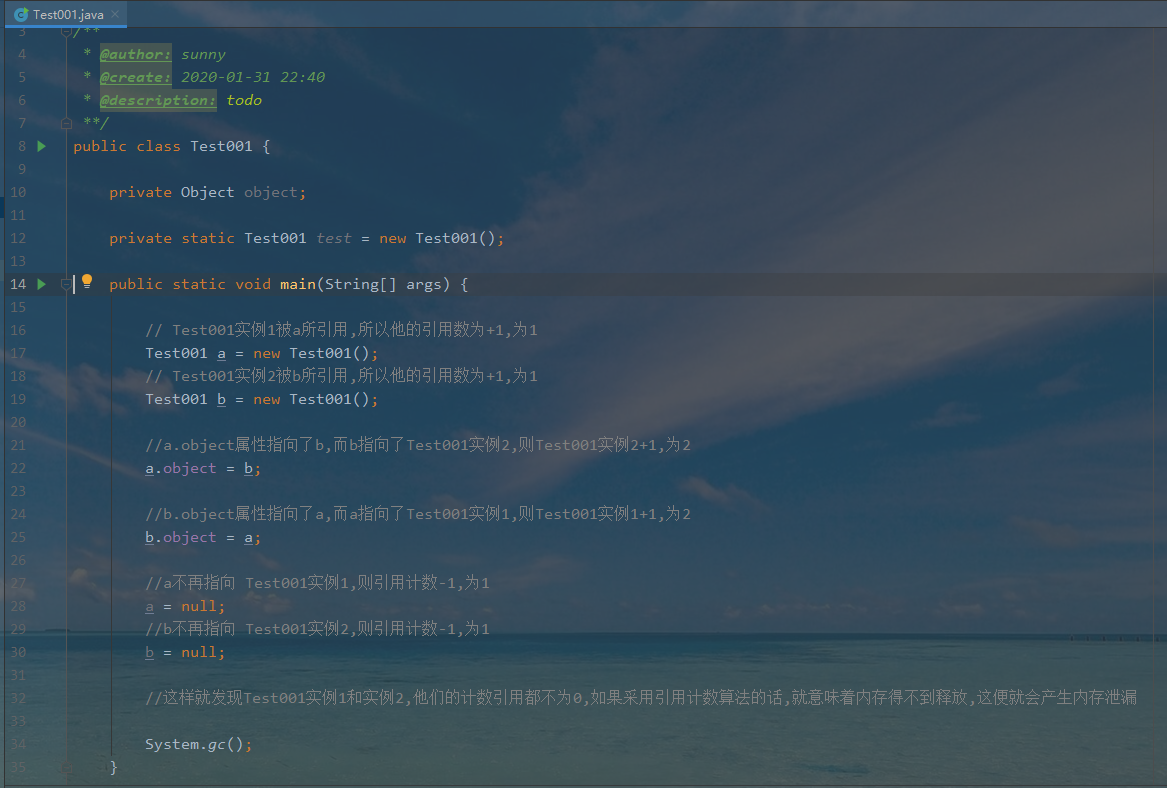 Test001.java
3 /**
4 * @author: sunny
5 * @create: 2020-01-31 22:40
6 * @description: todo
7 **/
8 public class Test001 {
9
10 private Object object;
11
12 private static Test001 test = new Test001();
13
14 public static void main(String[] args) {
15
16 // Test001实例1被a所引用,所以他的引用数为+1,为1
17 Test001 a = new Test001();
18 // Test001实例2被b所引用,所以他的引用数为+1,为1
19 Test001 b = new Test001();
20
21 //a.object属性指向了b,而b指向了Test001实例2,则Test001实例2+1,为2
22 a.object = b;
23
24 //b.object属性指向了a,而a指向了Test001实例1,则Test001实例1+1,为2
25 b.object = a;
26
27 //a不再指向 Test001实例1,则引用计数-1,为1
28 a = null;
29 //b不再指向 Test001实例2,则引用计数-1,为1
30 b = null;
31
32 //这样就发现Test001实例1和实例2,他们的计数引用都不为0,如果采用引用计数算法的话,就意味着内存得不到释放,这便就会产生内存泄漏
33
34 System.gc();
35 }